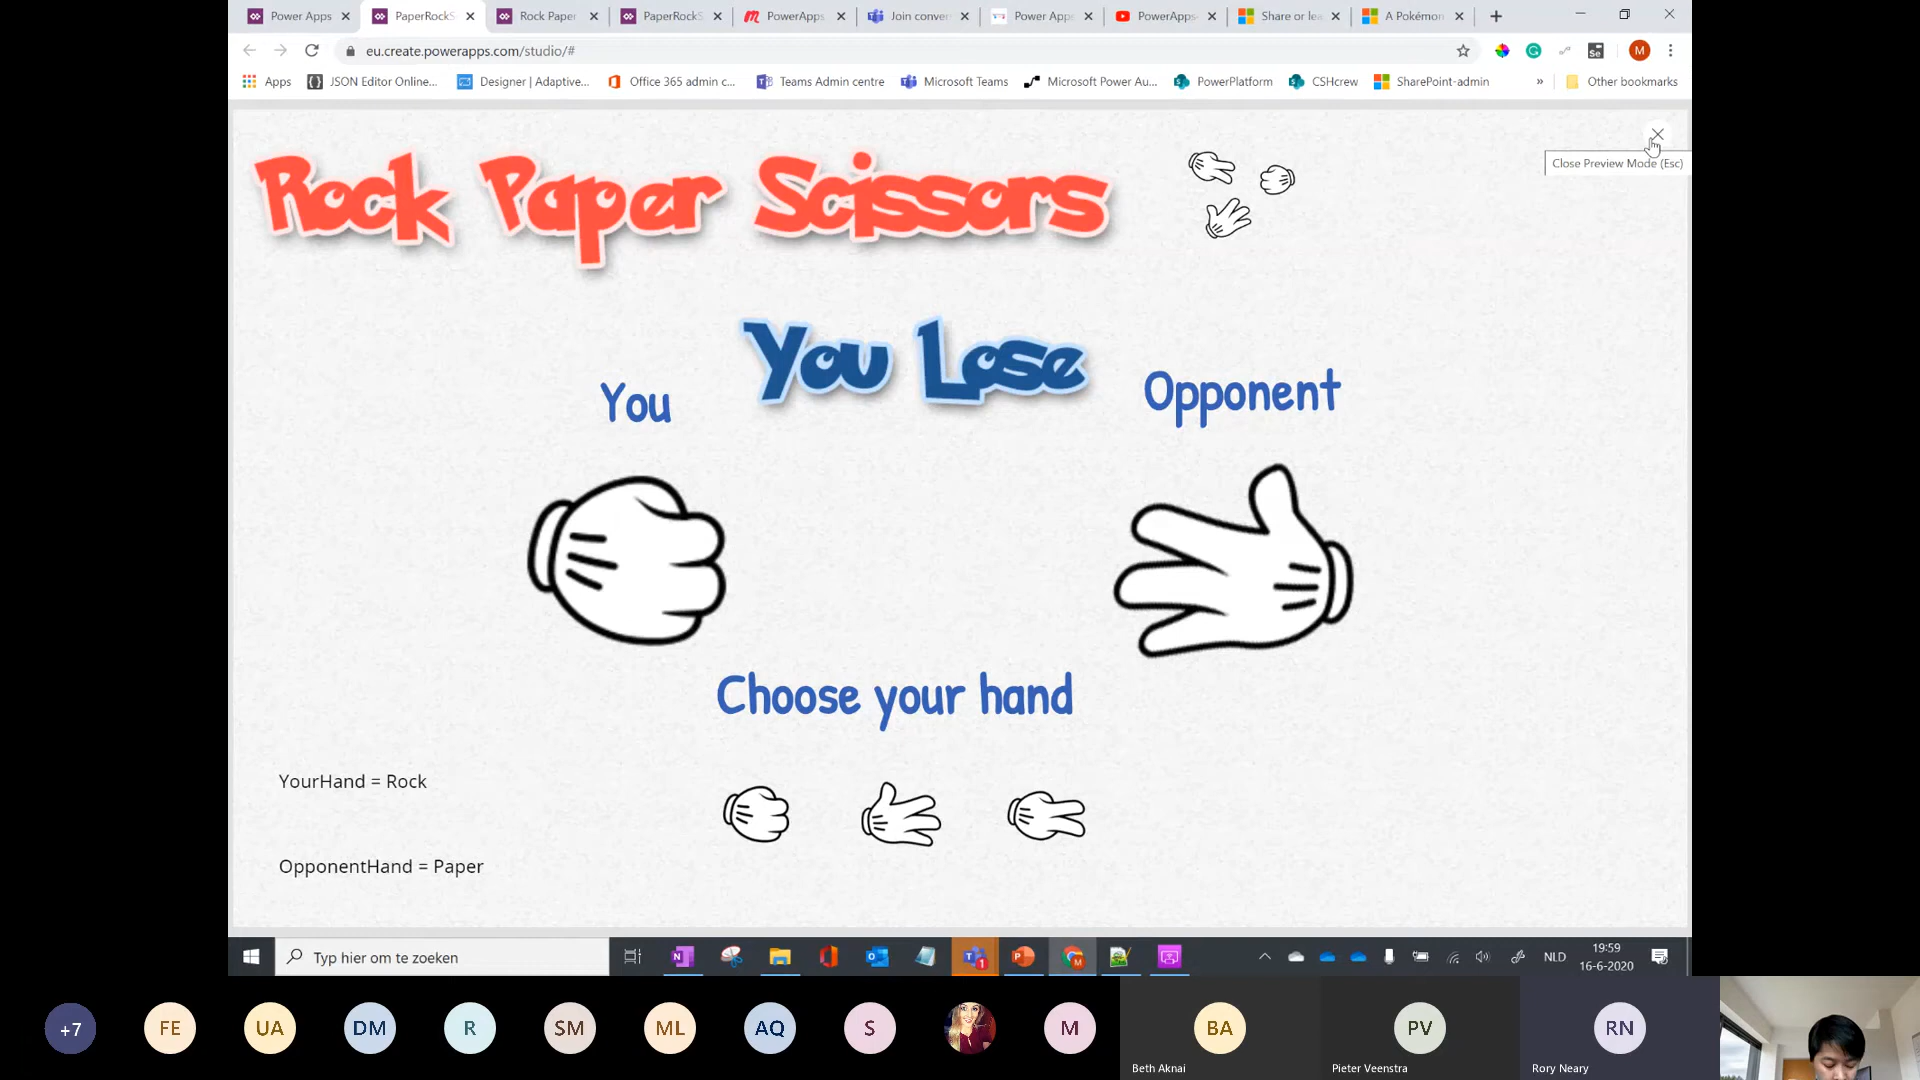 Power Apps
PaperRockS
Rock Paper
PaperRockS
PowerApps
Join conver
Power Apps
PowerApps-
Share or lea
A Pokémon
eu.create.powerapps.com/studio/#
M
Apps
JSON Editor Online...
Designer | Adaptive...
Office 365 admin c...
Teams Admin centre
Microsoft Teams
Microsoft Power Au...
PowerPlatform
CSHcrew
SharePoint-admin
»
Other bookmarks
Close Preview Mode (Esc)
Rock Paper Scissors
You Lose
You
Opponent
Choose your hand
YourHand = Rock
OpponentHand = Paper
Typ hier om te zoeken
1
NLD
19:59
16-6-2020
+7
FE
UA
DM
R
SM
ML
AQ
S
M
BA
PV
RN
Beth Aknai
Pieter Veenstra
Rory Neary